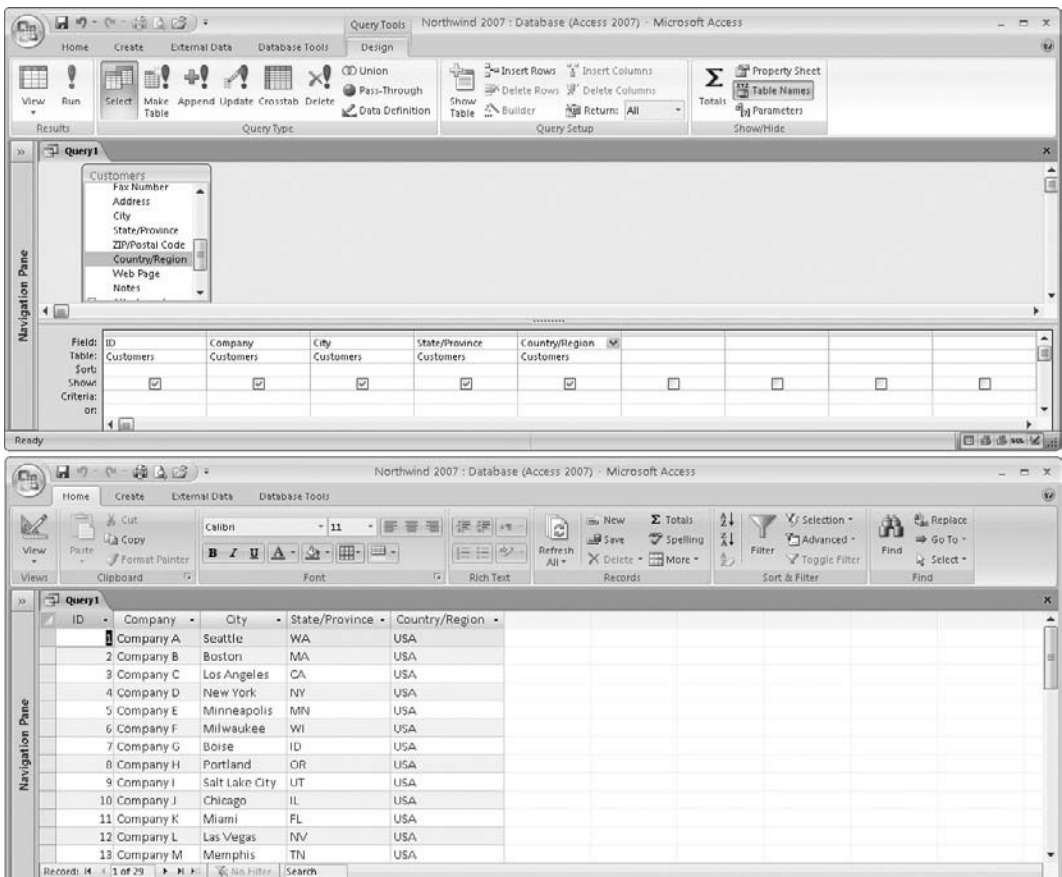 Query Tools Northwind 2007 : Database (Access 2007) - Microsoft Access
Home Create External Data Database Tools Design
View Run Select Make Table Append Update Crosstab Delete
Union
Pass-Through
Data Definition
Show Table
Insert Rows Insert Columns
Delete Rows Delete Columns
Builder Return: All
Totals
Property Sheet
Table Names
Parameters
Results Query Type Query Setup Show/Hide
Query1
Navigation Pane
Customers
Fax Number
Address
City
State/Province
ZIP/Postal Code
Country/Region
Web Page
Notes
Field: ID Company City State/Province Country/Region
Table: Customers Customers Customers Customers Customers
Sort:
Show:
Criteria:
or:
Ready SQL
Northwind 2007 : Database (Access 2007) - Microsoft Access
Home Create External Data Database Tools
View Paste
Cut
Copy
Format Painter
Calibri 11
B I U A
Refresh All
New Totals
Save Spelling
Delete More
Filter
Selection
Advanced
Toggle Filter
Find
Replace
Go To
Select
Views Clipboard Font Rich Text Records Sort & Filter Find
Query1
Navigation Pane
ID Company City State/Province Country/Region
1 Company A Seattle WA USA
2 Company B Boston MA USA
3 Company C Los Angeles CA USA
4 Company D New York NY USA
5 Company E Minneapolis MN USA
6 Company F Milwaukee WI USA
7 Company G Boise ID USA
8 Company H Portland OR USA
9 Company I Salt Lake City UT USA
10 Company J Chicago IL USA
11 Company K Miami FL USA
12 Company L Las Vegas NV USA
13 Company M Memphis TN USA
Record: 1 of 29 No Filter Search